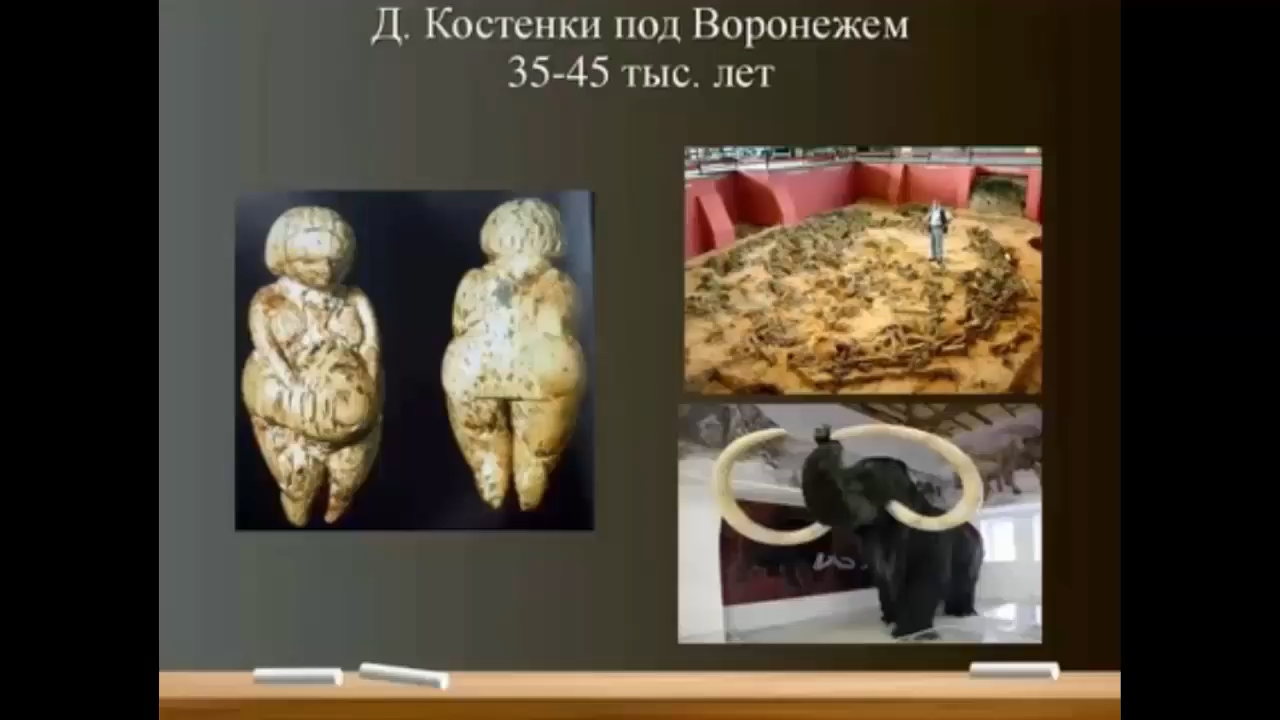 Д. Костенки под Воронежем
35-45 тыс. лет